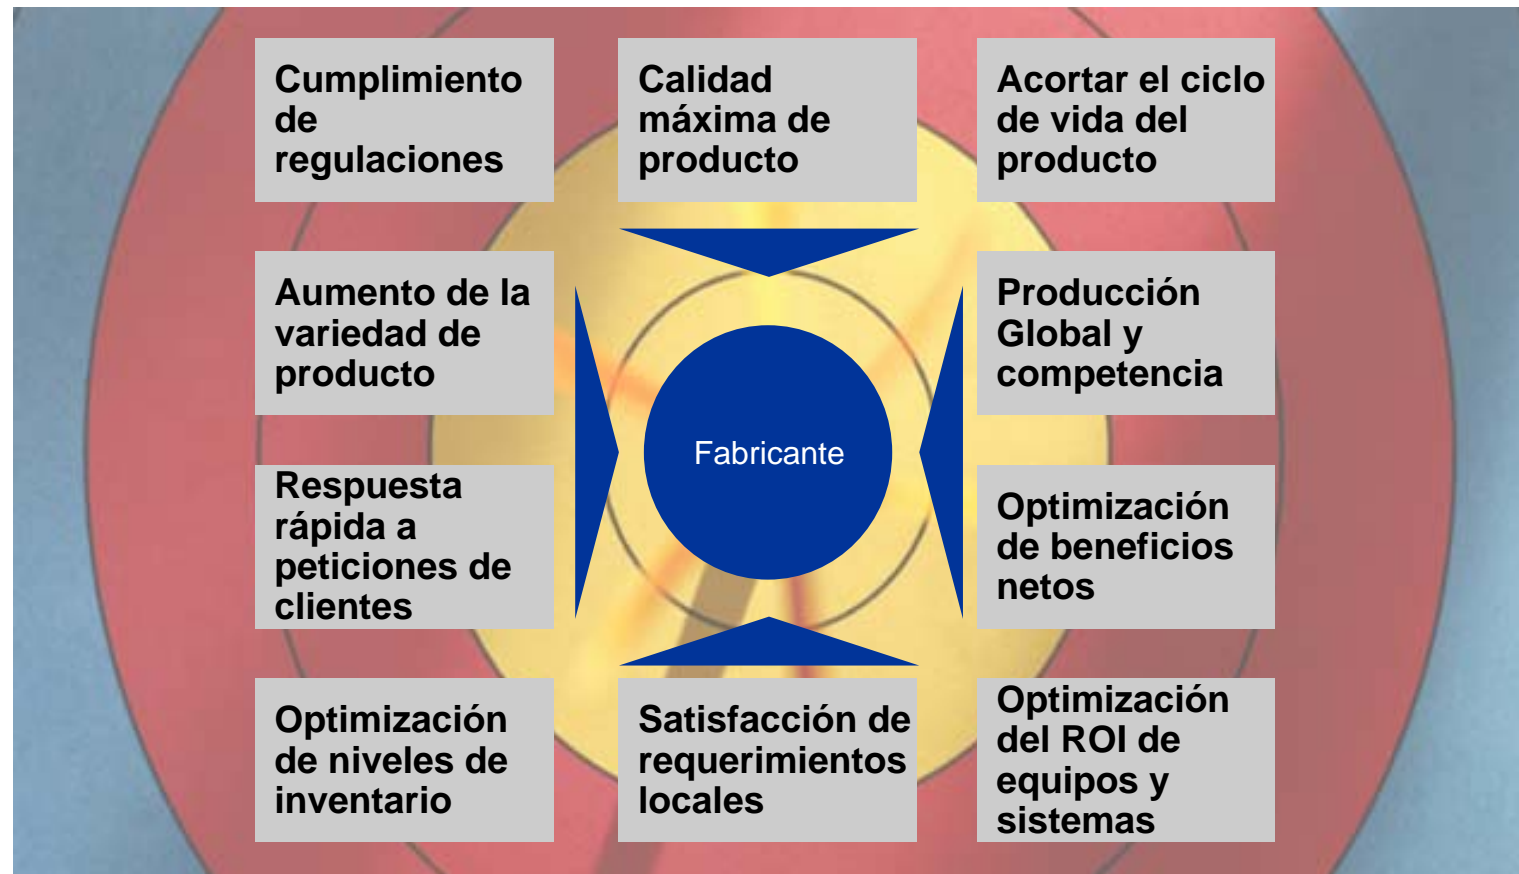 Cumplimiento
de
regulaciones
Calidad
máxima de
producto
Acortar el ciclo
de vida del
producto
Aumento de la
variedad de
producto
Producción
Global y
competencia
Fabricante
Respuesta
rápida a
peticiones de
clientes
Optimización
de beneficios
netos
Optimización
de niveles de
inventario
Satisfacción de
requerimientos
locales
Optimización
del ROI de
equipos y
sistemas